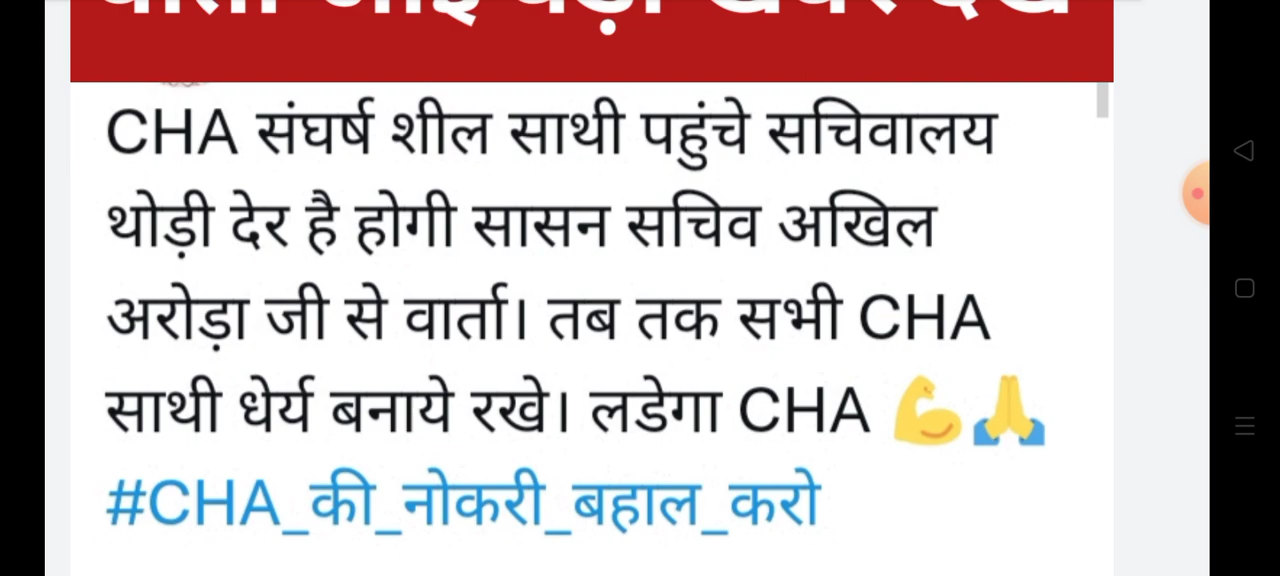 CHA संघर्ष शील साथी पहुंचे सचिवालय
थोड़ी देर है होगी सासन सचिव अखिल
अरोड़ा जी से वार्ता। तब तक सभी CHA
साथी धेर्य बनाये रखे। लडेगा CHA 💪🙏
#CHA_की_नोकरी_बहाल_करो